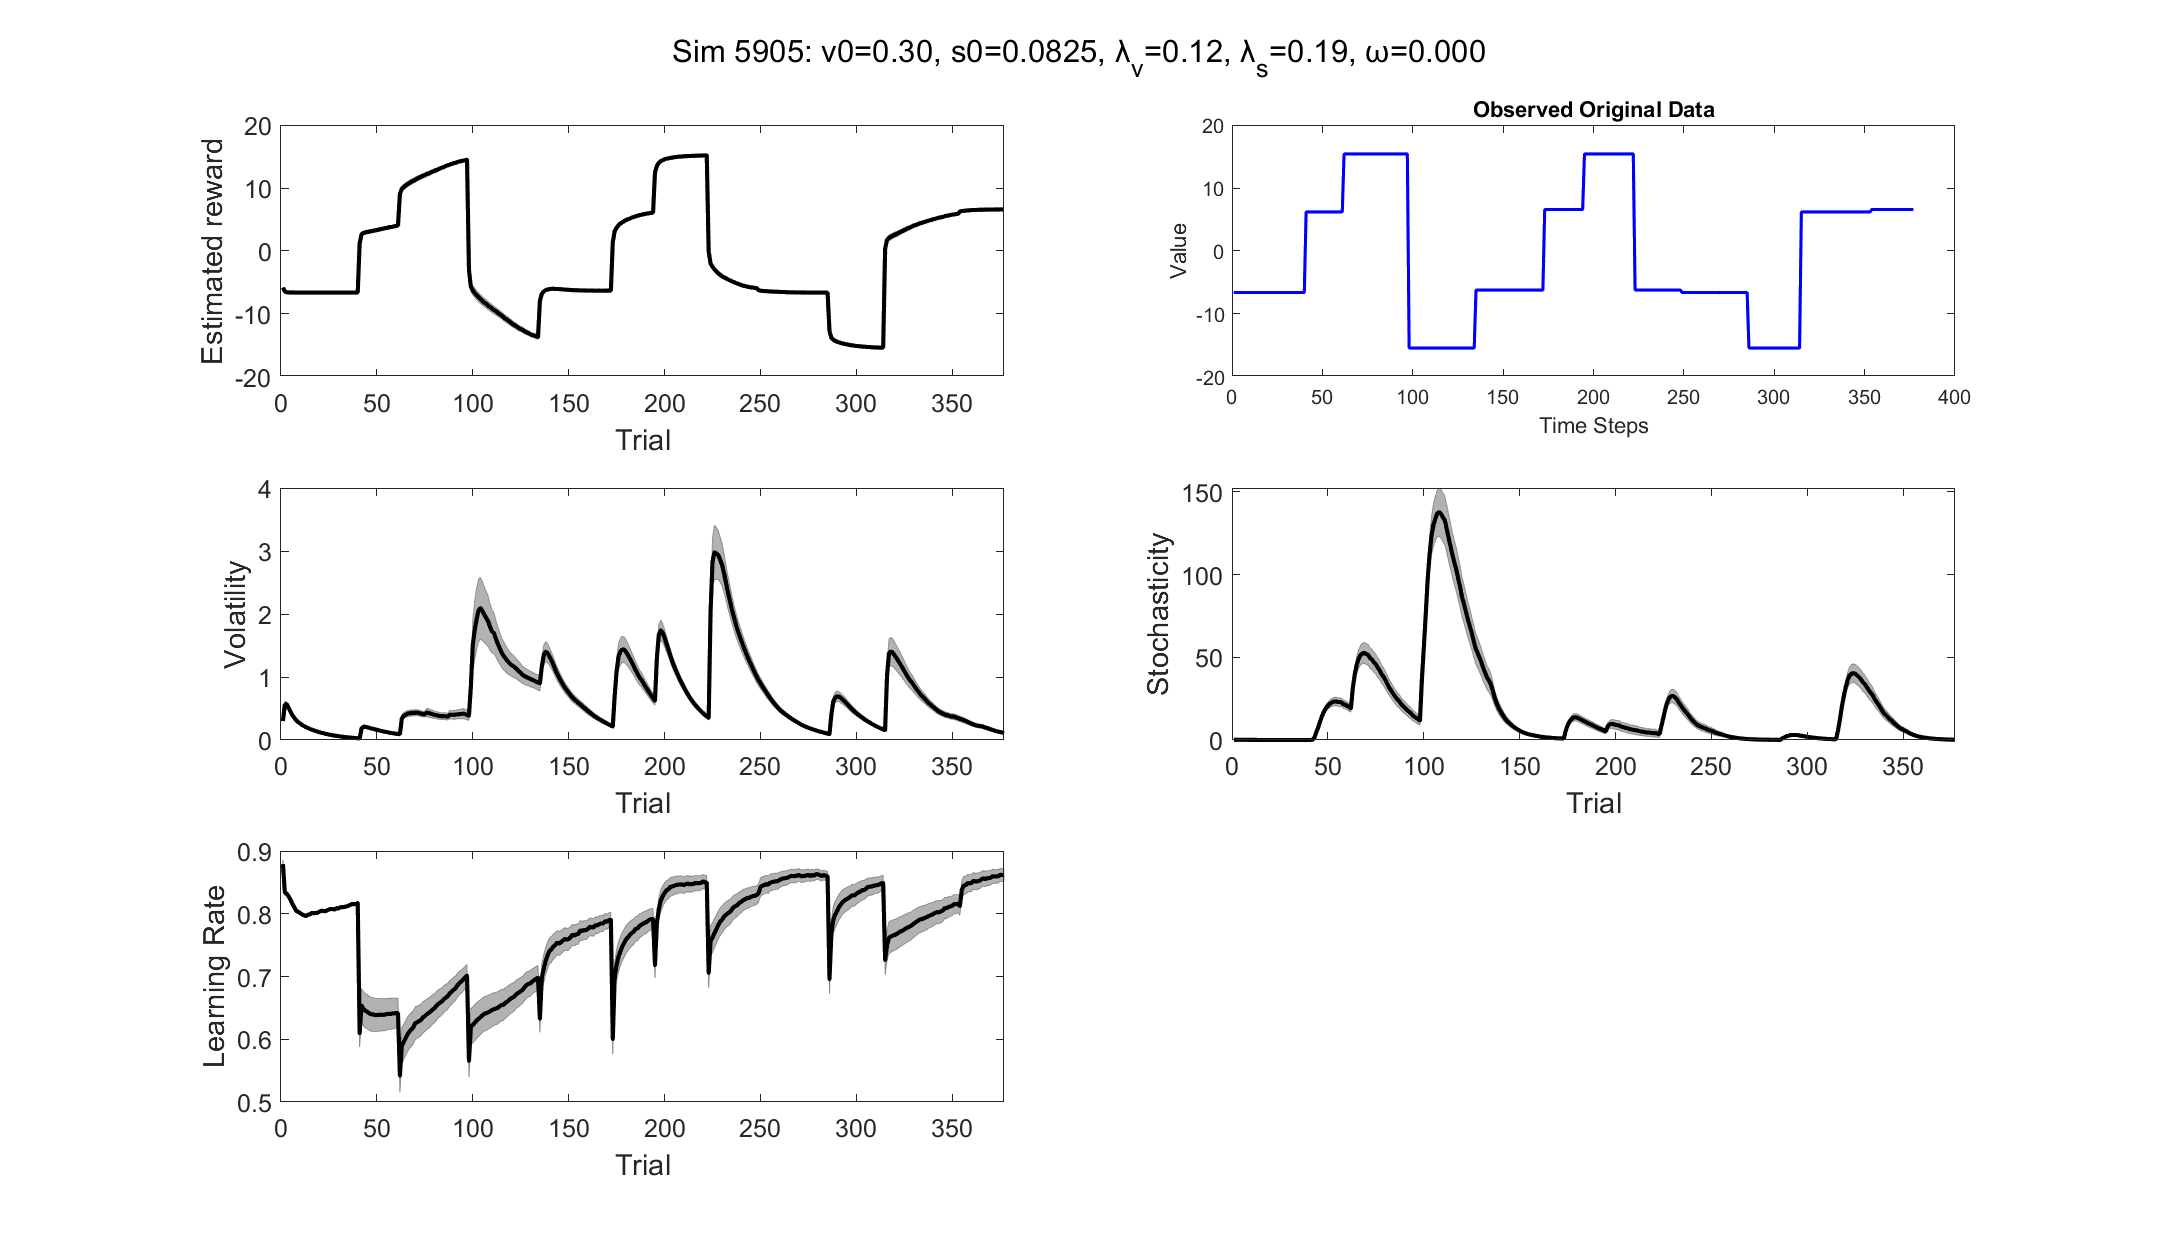 Sim 5905: v0=0.30, s0=0.0825, λ_v=0.12, λ_s=0.19, ω=0.000
20
10
0
-10
-20
Estimated reward
0 50 100 150 200 250 300 350
Trial
Observed Original Data
20
10
0
-10
-20
Value
0 50 100 150 200 250 300 350 400
Time Steps
4
3
2
1
0
Volatility
0 50 100 150 200 250 300 350
Trial
150
100
50
0
Stochasticity
0 50 100 150 200 250 300 350
Trial
0.9
0.8
0.7
0.6
0.5
Learning Rate
0 50 100 150 200 250 300 350
Trial